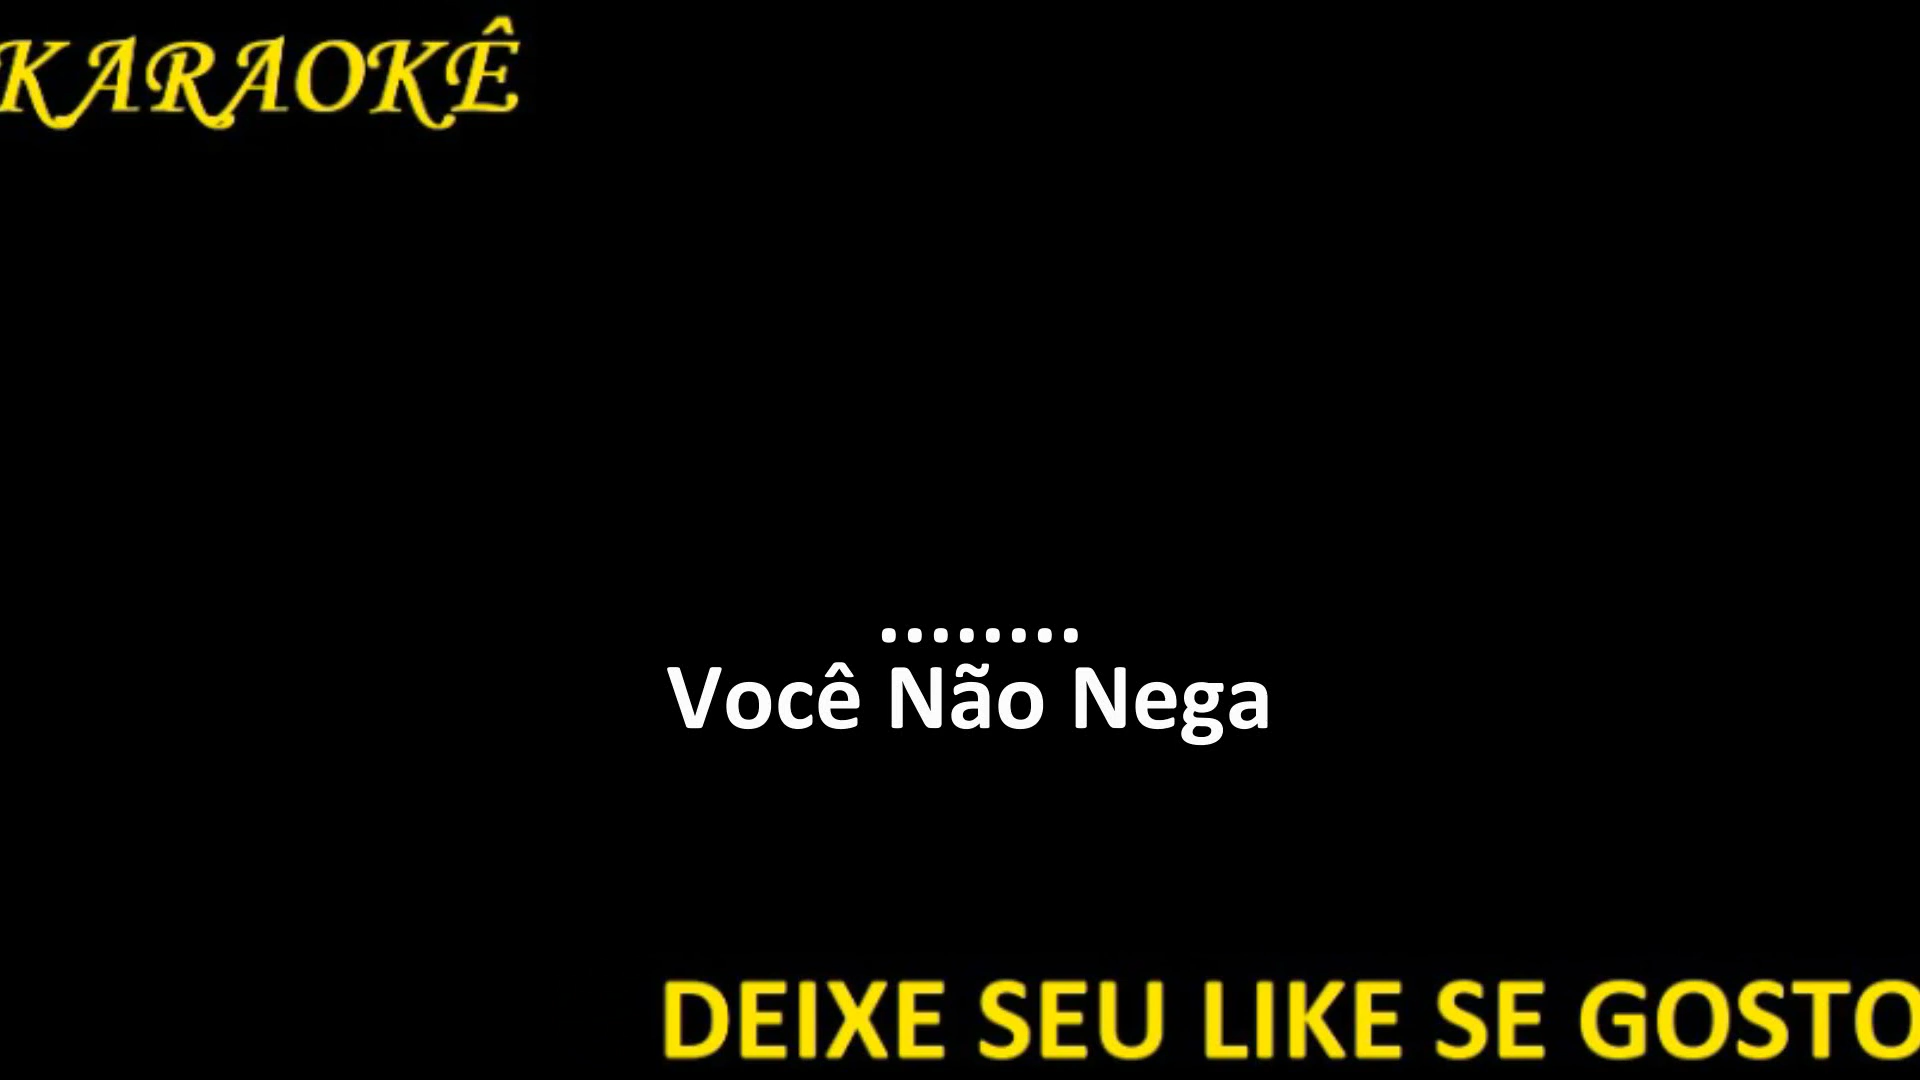 KARAOKÊ
........
Você Não Nega
DEIXE SEU LIKE SE GOSTO